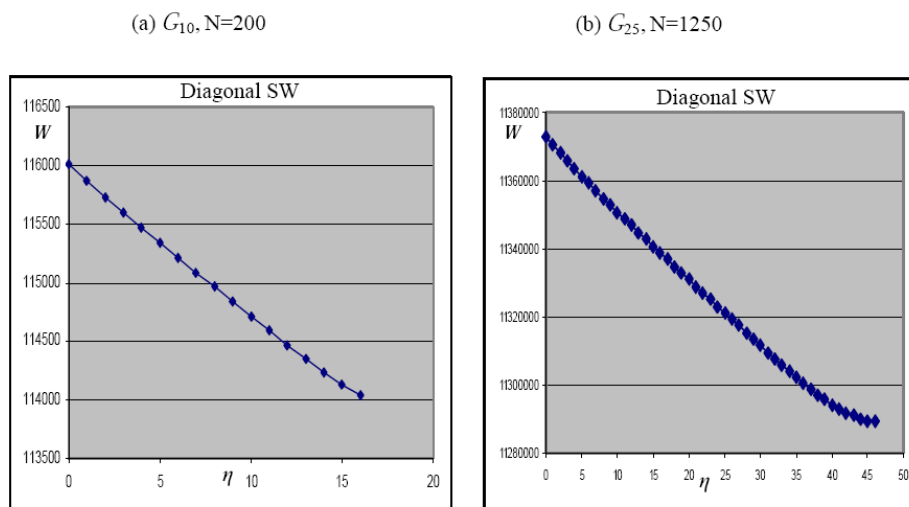 (a) G₁₀, N=200
Diagonal SW
116500
W
116000
115500
115000
114500
114000
113500
0 5 10 15 20
η
(b) G₂₅, N=1250
Diagonal SW
11380000
W
11360000
11340000
11320000
11300000
11280000
0 5 10 15 20 25 30 35 40 45 50
η